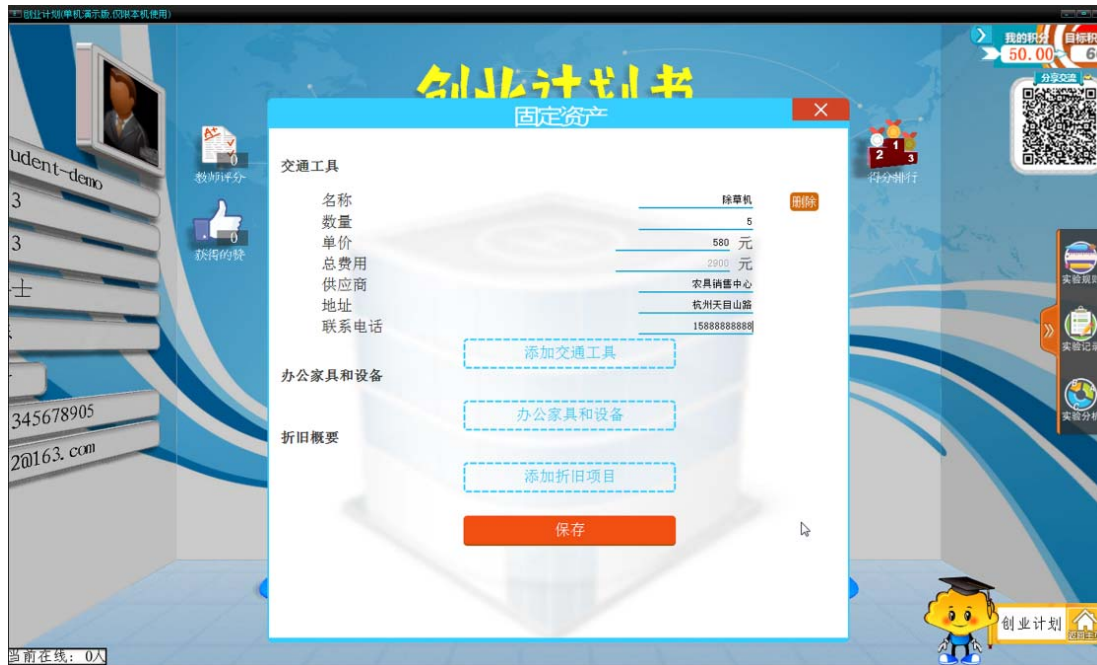 创业计划(单机演示版,仅限本机使用)
我的积分
50.00
分享交流
创业计划书
固定资产
教师评分
0
获得的赞
0
得分排行
2 1 3
交通工具
名称 除草机 删除
数量 5
单价 580 元
总费用 2900 元
供应商 农具销售中心
地址 杭州天目山路
联系电话 15888888888
添加交通工具
办公家具和设备
办公家具和设备
折旧概要
添加折旧项目
保存
udent-demo
3
3
士
345678905
2@163.com
实验规则
实验记录
实验分析
创业计划
当前在线: 0人